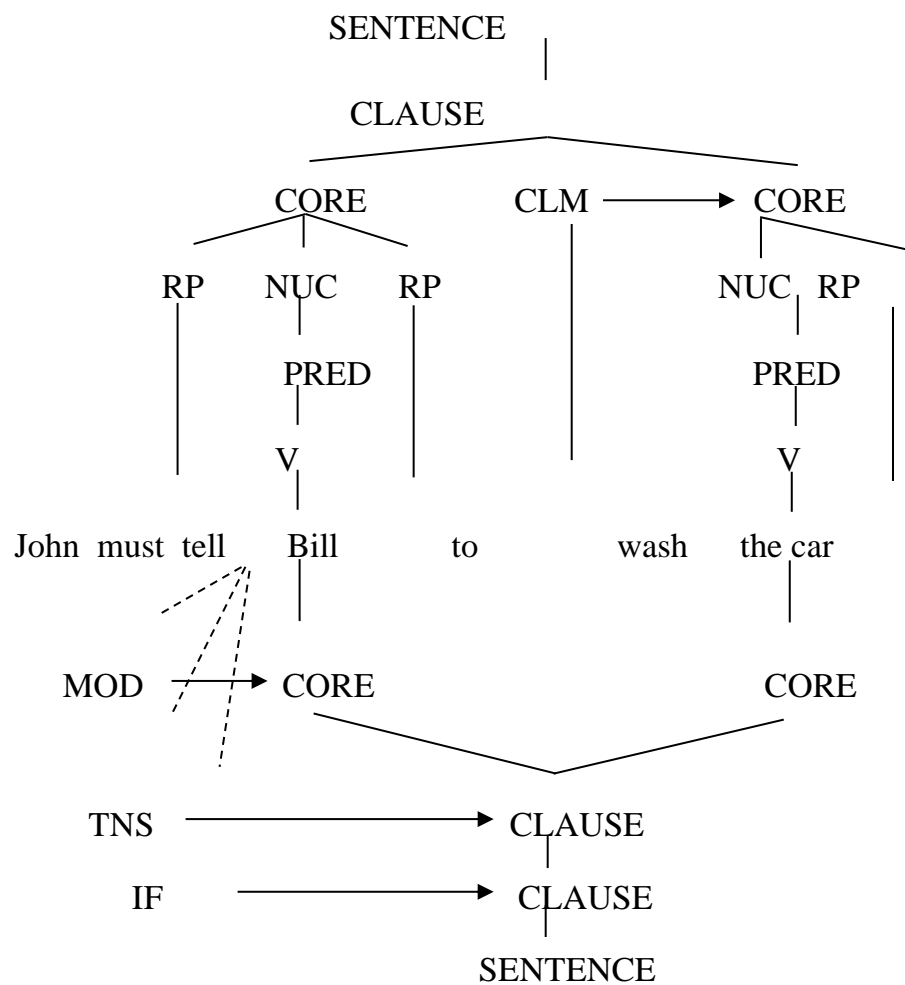 SENTENCE
CLAUSE
CORE CLM CORE
RP NUC RP NUC RP
PRED PRED
V V
John must tell Bill to wash the car
MOD CORE CORE
TNS CLAUSE
IF CLAUSE
SENTENCE